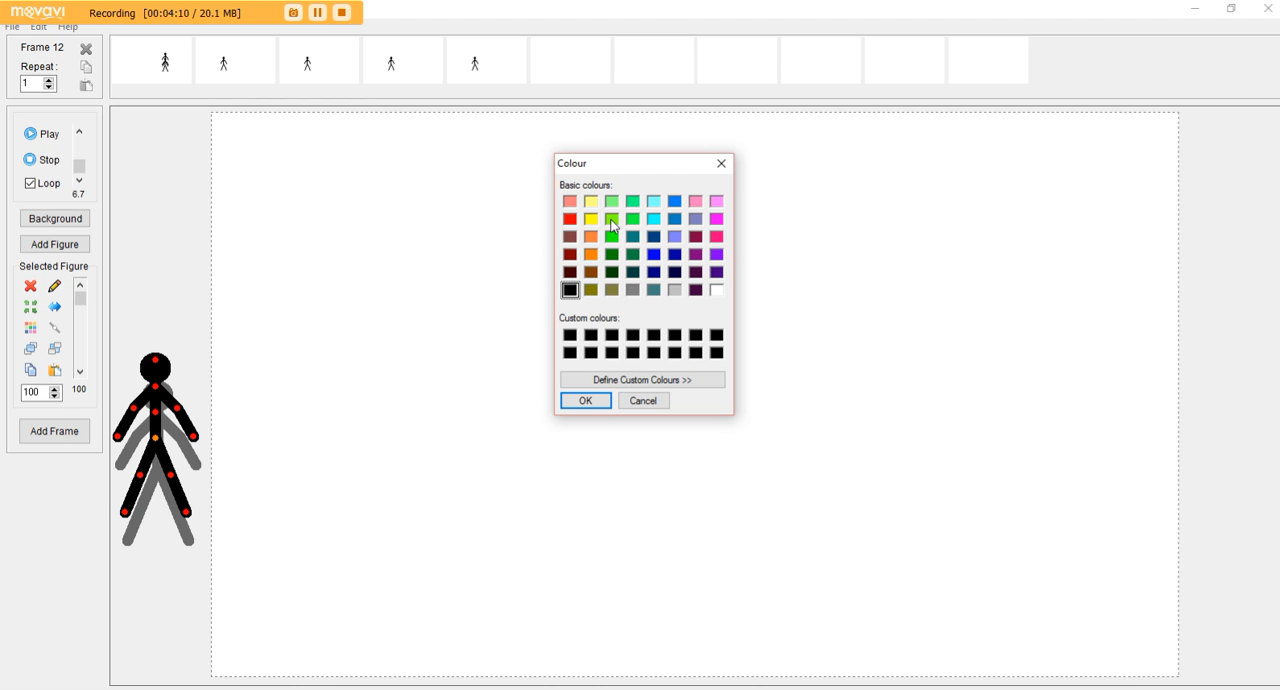 movavi Recording [00:04:10 / 20.1 MB]
File Edit Help
Frame 12
Repeat:
1
Play
Stop
Loop
6.7
Background
Add Figure
Selected Figure
100
100
Add Frame
Colour
Basic colours:
Custom colours:
Define Custom Colours >>
OK Cancel